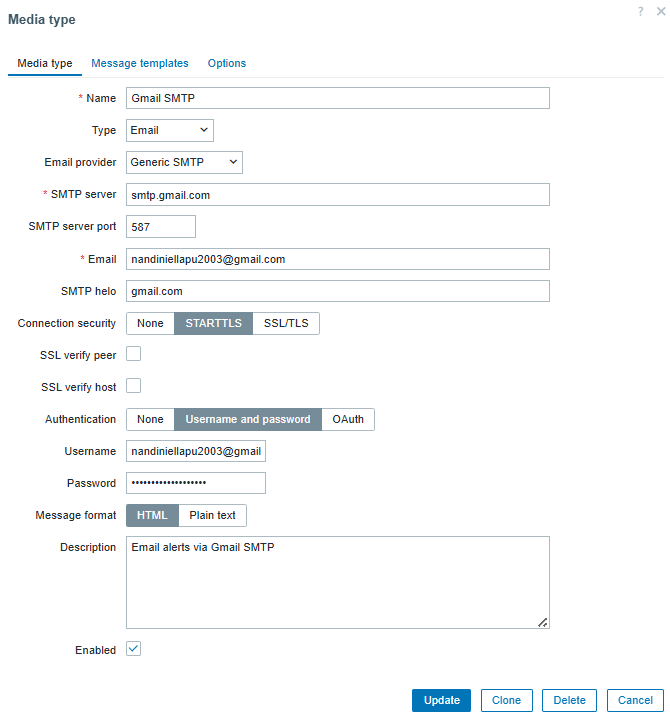 Media type
?
Media type Message templates Options
* Name Gmail SMTP
Type Email
Email provider Generic SMTP
* SMTP server smtp.gmail.com
SMTP server port 587
* Email nandiniellapu2003@gmail.com
SMTP helo gmail.com
Connection security None STARTTLS SSL/TLS
SSL verify peer
SSL verify host
Authentication None Username and password OAuth
Username nandiniellapu2003@gmail
Password •••••••••••••••••••
Message format HTML Plain text
Description Email alerts via Gmail SMTP
Enabled
Update Clone Delete Cancel